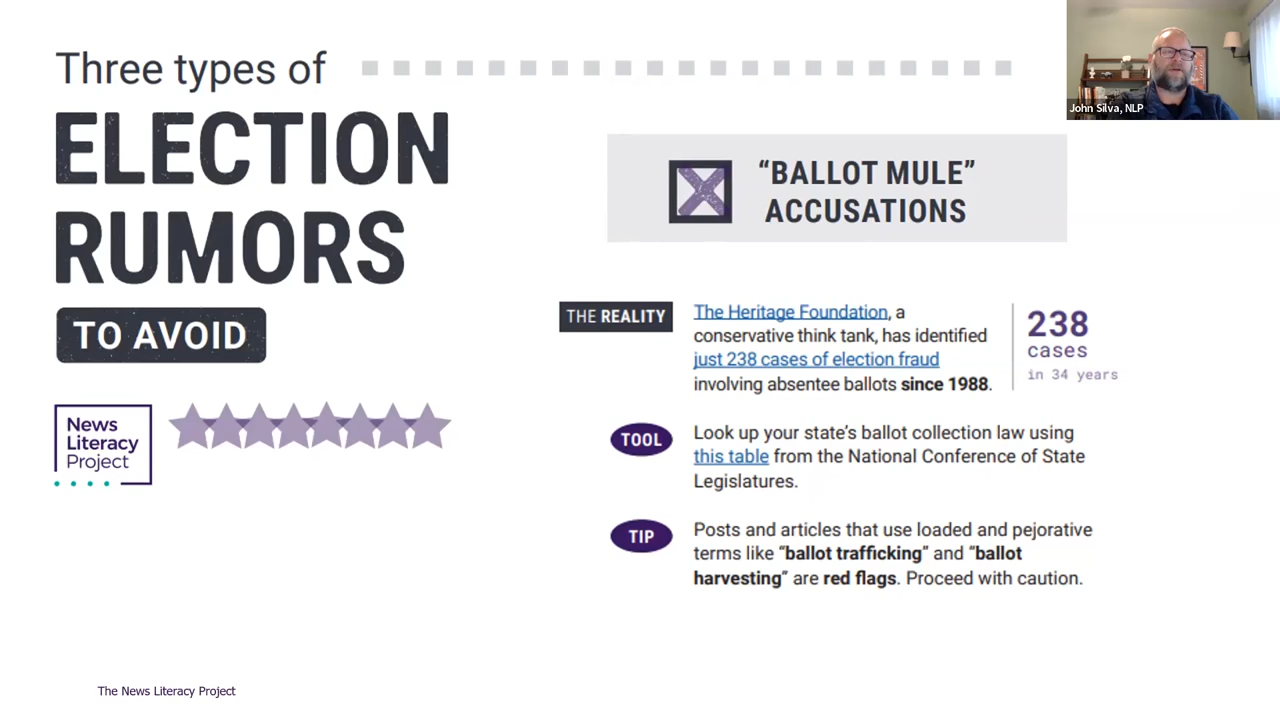 Three types of
ELECTION
RUMORS
TO AVOID
News
Literacy
Project
John Silva, NLP
“BALLOT MULE”
ACCUSATIONS
THE REALITY
The Heritage Foundation, a
conservative think tank, has identified
just 238 cases of election fraud
involving absentee ballots since 1988.
238
cases
in 34 years
TOOL
Look up your state’s ballot collection law using
this table from the National Conference of State
Legislatures.
TIP
Posts and articles that use loaded and pejorative
terms like “ballot trafficking” and “ballot
harvesting” are red flags. Proceed with caution.
The News Literacy Project